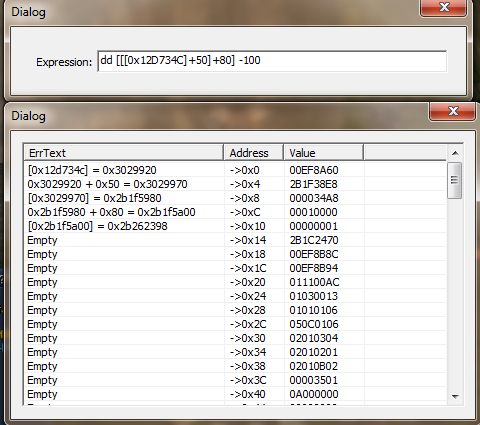 Dialog
Expression: dd [[[0x12D734C]+50]+80] -100
Dialog
ErrText Address Value
[0x12d734c] = 0x3029920 ->0x0 00EF8A60
0x3029920 + 0x50 = 0x3029970 ->0x4 2B1F38E8
[0x3029970] = 0x2b1f5980 ->0x8 000034A8
0x2b1f5980 + 0x80 = 0x2b1f5a00 ->0xC 00010000
[0x2b1f5a00] = 0x2b262398 ->0x10 00000001
Empty ->0x14 2B1C2470
Empty ->0x18 00EF8B8C
Empty ->0x1C 00EF8B94
Empty ->0x20 011100AC
Empty ->0x24 01030013
Empty ->0x28 01010106
Empty ->0x2C 050C0106
Empty ->0x30 02010304
Empty ->0x34 02010201
Empty ->0x38 02010B02
Empty ->0x3C 00003501
Empty ->0x40 0A000000